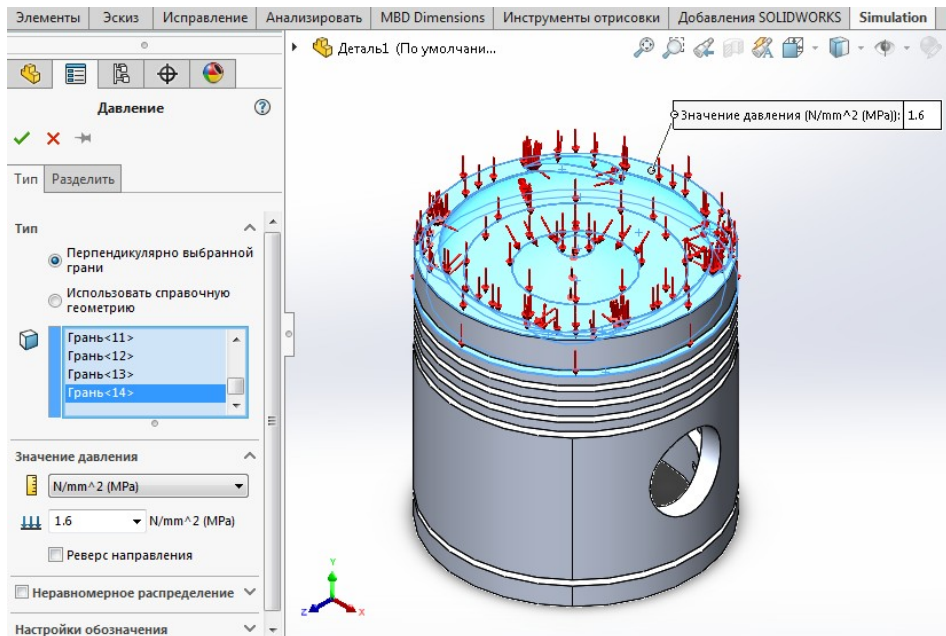 Элементы Эскиз Исправление Анализировать MBD Dimensions Инструменты отрисовки Добавления SOLIDWORKS Simulation
Деталь1 (По умолчани...
Давление
Тип Разделить
Тип
Перпендикулярно выбранной
грани
Использовать справочную
геометрию
Грань<11>
Грань<12>
Грань<13>
Грань<14>
Значение давления
N/mm^2 (MPa)
1.6 N/mm^2 (MPa)
Реверс направления
Неравномерное распределение
Настройки обозначения
Значение давления (N/mm^2 (MPa)): 1.6
Y
Z X